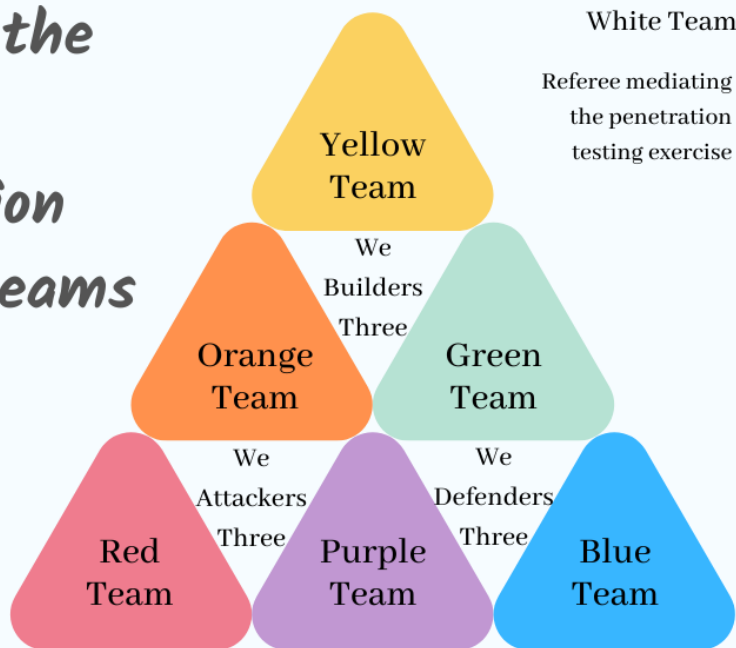 the
White Team
Referee mediating
the penetration
testing exercise
Yellow
Team
ion
eams
We
Builders
Three
Orange
Team
Green
Team
We
Attackers
Three
We
Defenders
Three
Red
Team
Purple
Team
Blue
Team